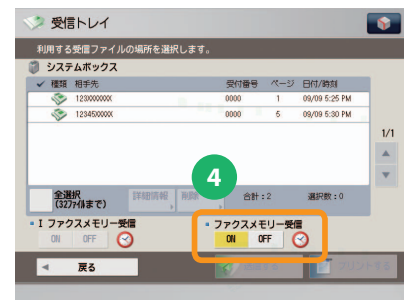 受信トレイ
利用する受信ファイルの場所を選択します。
システムボックス
✓ 種類 相手先 受付番号 ページ 日付/時刻
123XXXXXXX 0000 1 09/09 5:25 PM
12345XXXXX 0000 5 09/09 5:30 PM
1/1
4
全選択
(32ファイルまで)
詳細情報 削除 合計:2 選択数:0
I ファクスメモリー受信 ファクスメモリー受信
ON OFF ON OFF
戻る プリントする